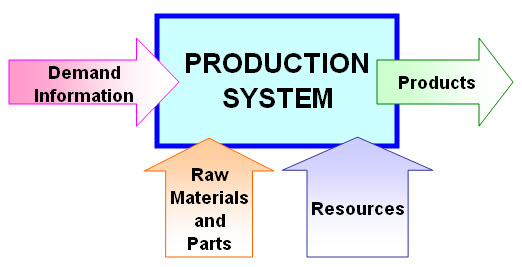 PRODUCTION
SYSTEM
Demand
Information
Products
Raw
Materials
and
Parts
Resources